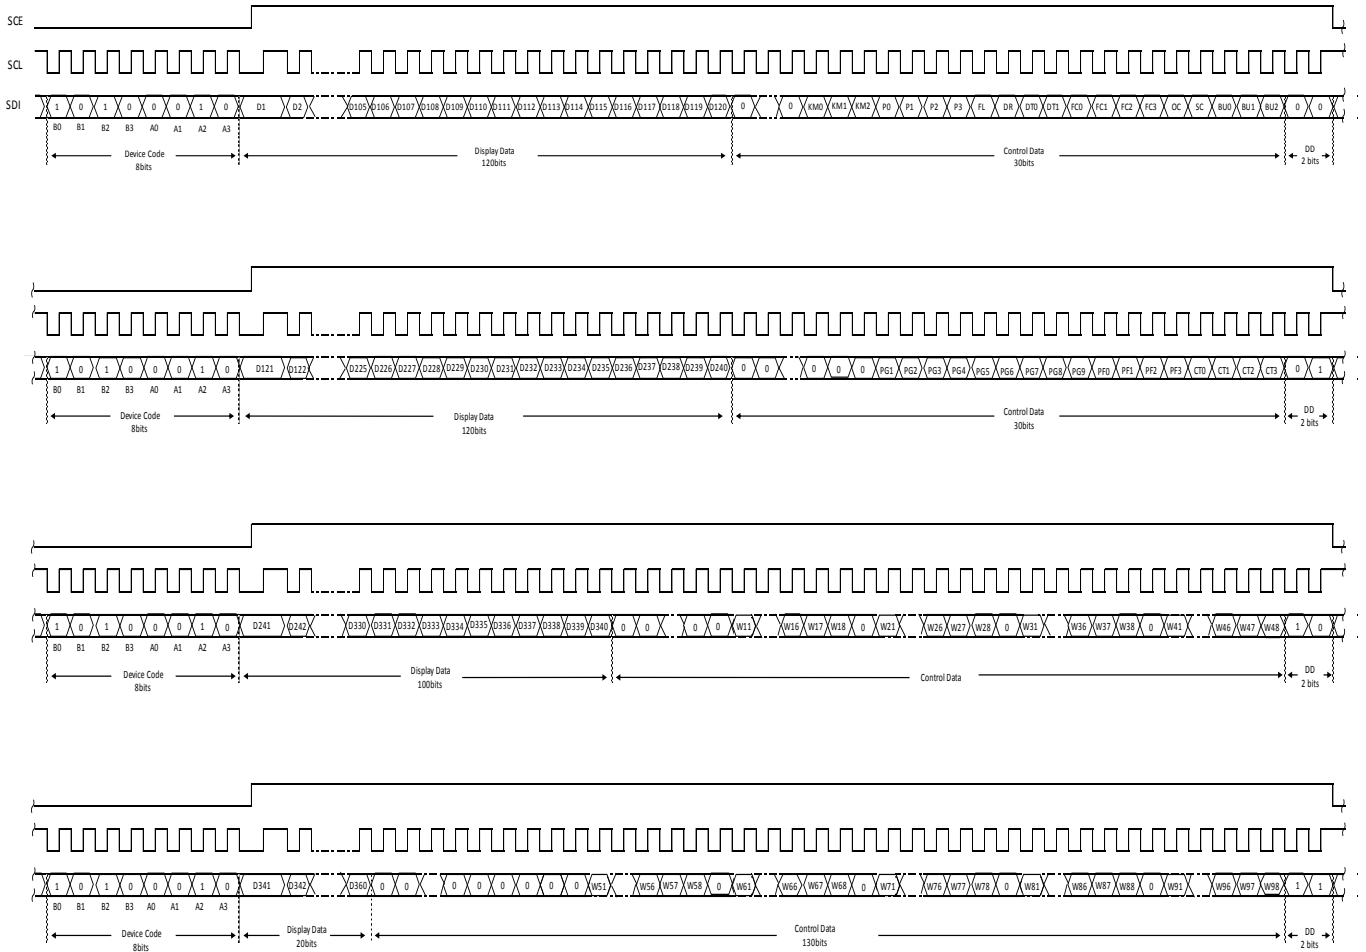 SCE
SCL
SDI 1 0 1 0 0 0 1 0 D1 D2 D105 D106 D107 D108 D109 D110 D111 D112 D113 D114 D115 D116 D117 D118 D119 D120 0 0 KM0 KM1 KM2 P0 P1 P2 P3 FL DR DT0 DT1 FC0 FC1 FC2 FC3 OC SC BU0 BU1 BU2 0 0
B0 B1 B2 B3 A0 A1 A2 A3
Device Code Display Data Control Data DD
8bits 120bits 30bits 2 bits
1 0 1 0 0 0 1 0 D121 D122 D225 D226 D227 D228 D229 D230 D231 D232 D233 D234 D235 D236 D237 D238 D239 D240 0 0 0 0 0 PG1 PG2 PG3 PG4 PG5 PG6 PG7 PG8 PG9 PF0 PF1 PF2 PF3 CT0 CT1 CT2 CT3 0 1
B0 B1 B2 B3 A0 A1 A2 A3
Device Code Display Data Control Data DD
8bits 120bits 30bits 2 bits
1 0 1 0 0 0 1 0 D241 D242 D330 D331 D332 D333 D334 D335 D336 D337 D338 D339 D340 0 0 0 0 W11 W16 W17 W18 0 W21 W26 W27 W28 0 W31 W36 W37 W38 0 W41 W46 W47 W48 1 0
B0 B1 B2 B3 A0 A1 A2 A3
Device Code Display Data Control Data DD
8bits 100bits 2 bits
1 0 1 0 0 0 1 0 D341 D342 D360 0 0 0 0 0 0 0 0 W51 W56 W57 W58 0 W61 W66 W67 W68 0 W71 W76 W77 W78 0 W81 W86 W87 W88 0 W91 W96 W97 W98 1 1
B0 B1 B2 B3 A0 A1 A2 A3
Device Code Display Data Control Data DD
8bits 20bits 130bits 2 bits